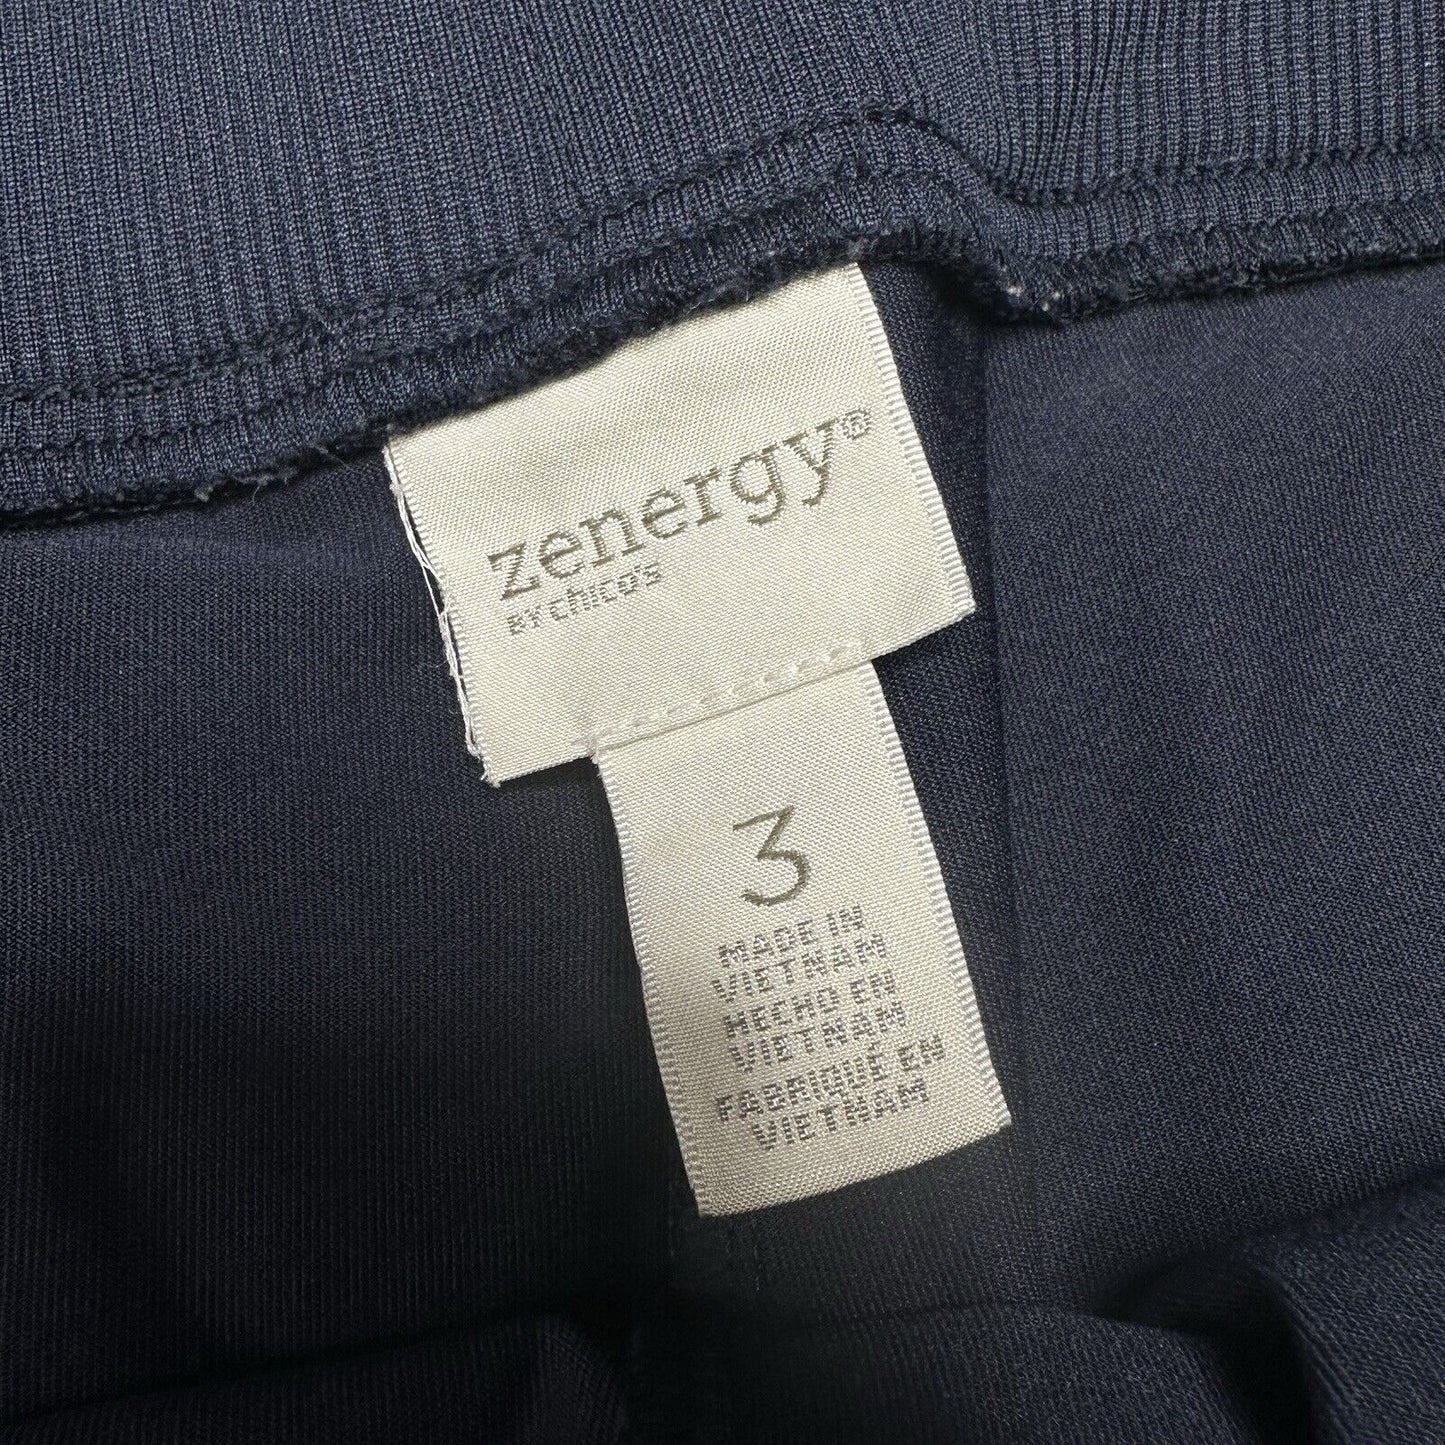 zenergy®
BY CHICO'S
3
MADE IN
VIETNAM
HECHO EN
VIETNAM
FABRIQUÉ EN
VIETNAM